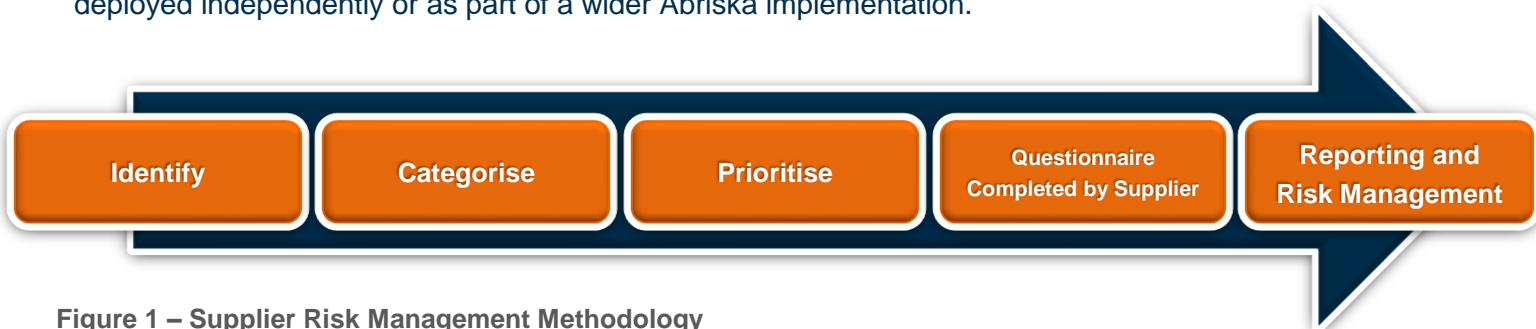 deployed independently or as part of a wider Abriska implementation.
Identify
Categorise
Prioritise
Questionnaire
Completed by Supplier
Reporting and
Risk Management
Figure 1 – Supplier Risk Management Methodology